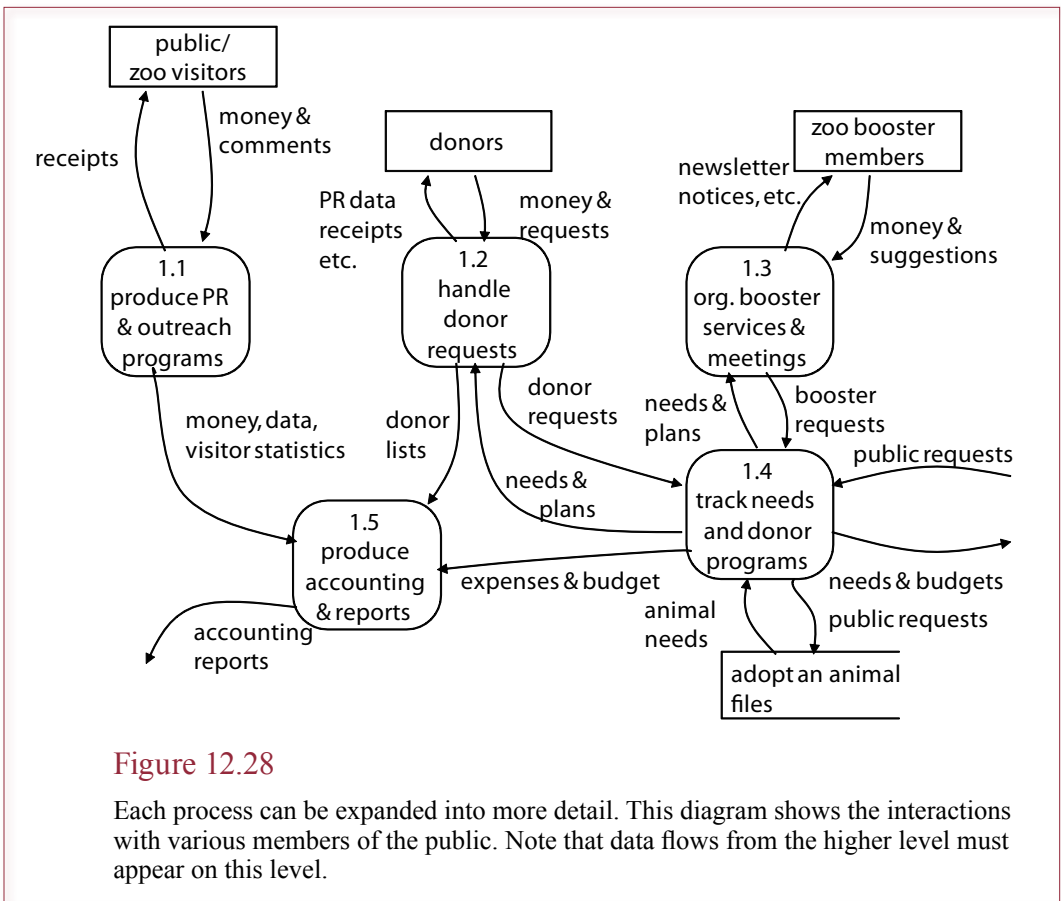 public/
zoo visitors
money &
comments
receipts
donors
zoo booster
members
newsletter
notices, etc.
PR data
receipts
etc.
money &
requests
money &
suggestions
1.1
produce PR
& outreach
programs
1.2
handle
donor
requests
1.3
org. booster
services &
meetings
donor
requests
needs &
plans
booster
requests
money, data,
visitor statistics
donor
lists
public requests
needs &
plans
1.4
track needs
and donor
programs
1.5
produce
accounting
& reports
expenses & budget
needs & budgets
animal
needs
public requests
accounting
reports
adopt an animal
files
Figure 12.28
Each process can be expanded into more detail. This diagram shows the interactions
with various members of the public. Note that data flows from the higher level must
appear on this level.